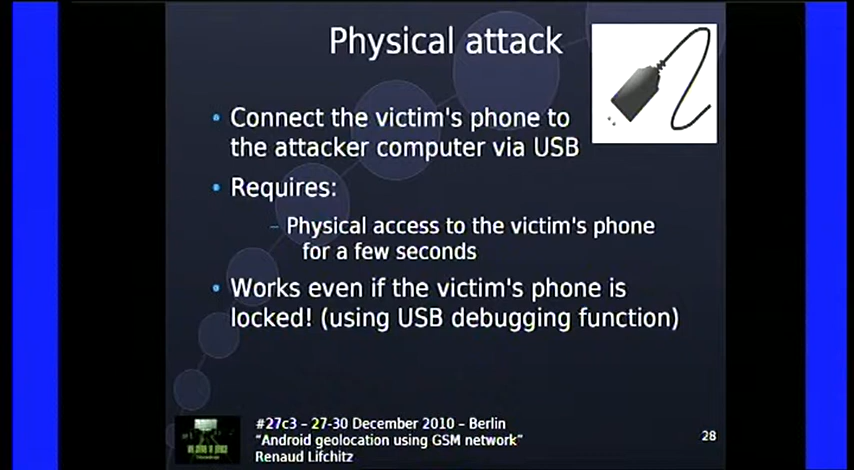 Physical attack
• Connect the victim's phone to
the attacker computer via USB
• Requires:
– Physical access to the victim's phone
for a few seconds
• Works even if the victim's phone is
locked! (using USB debugging function)
#27c3 – 27-30 December 2010 – Berlin
"Android geolocation using GSM network"
Renaud Lifchitz
28